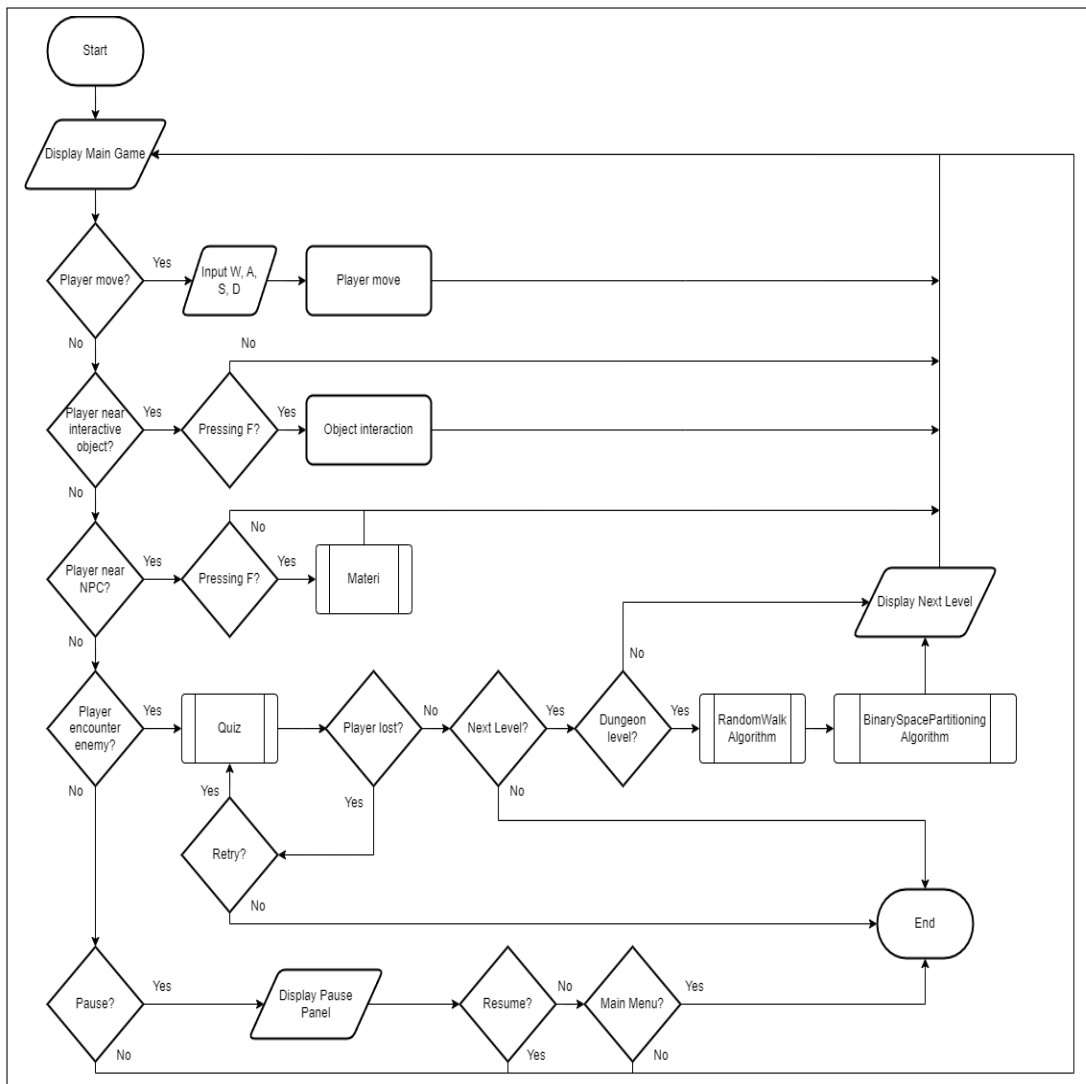 Start
Display Main Game
Player move?
Yes
Input W, A,
S, D
Player move
No
No
Player near
interactive
object?
Yes
Pressing F?
Yes
Object interaction
No
No
Player near
NPC?
Yes
Pressing F?
Yes
Materi
Display Next Level
No
No
Player
encounter
enemy?
Yes
Quiz
Player lost?
No
Next Level?
Yes
Dungeon
level?
Yes
RandomWalk
Algorithm
BinarySpacePartitioning
Algorithm
No
Yes
Yes
No
Retry?
No
End
Pause?
Yes
Display Pause
Panel
Resume?
No
Main Menu?
Yes
No
Yes
No